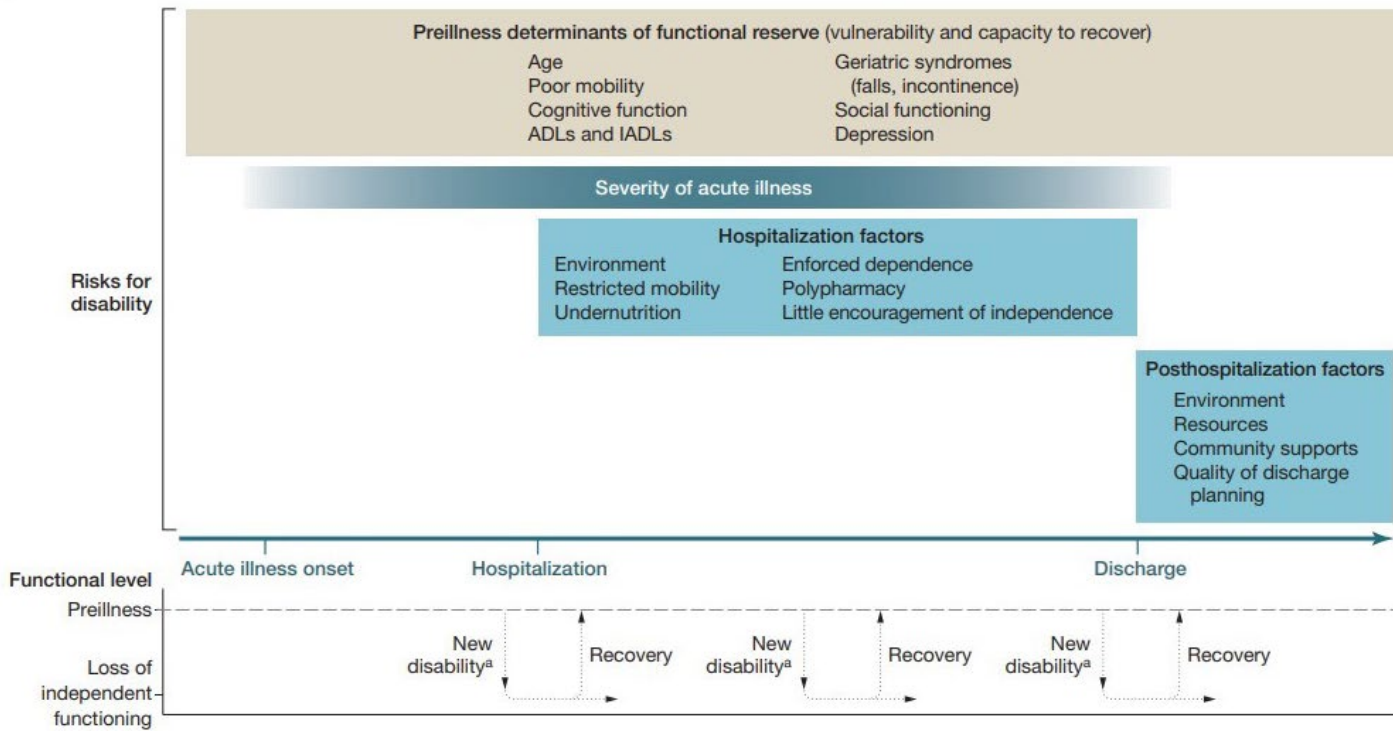 Preillness determinants of functional reserve (vulnerability and capacity to recover)
Age
Poor mobility
Cognitive function
ADLs and IADLs
Geriatric syndromes
(falls, incontinence)
Social functioning
Depression
Severity of acute illness
Risks for
disability
Hospitalization factors
Environment
Restricted mobility
Undernutrition
Enforced dependence
Polypharmacy
Little encouragement of independence
Posthospitalization factors
Environment
Resources
Community supports
Quality of discharge
planning
Acute illness onset
Hospitalization
Discharge
Functional level
Preillness
Loss of
independent
functioning
New
disabilityᵃ
Recovery
New
disabilityᵃ
Recovery
New
disabilityᵃ
Recovery